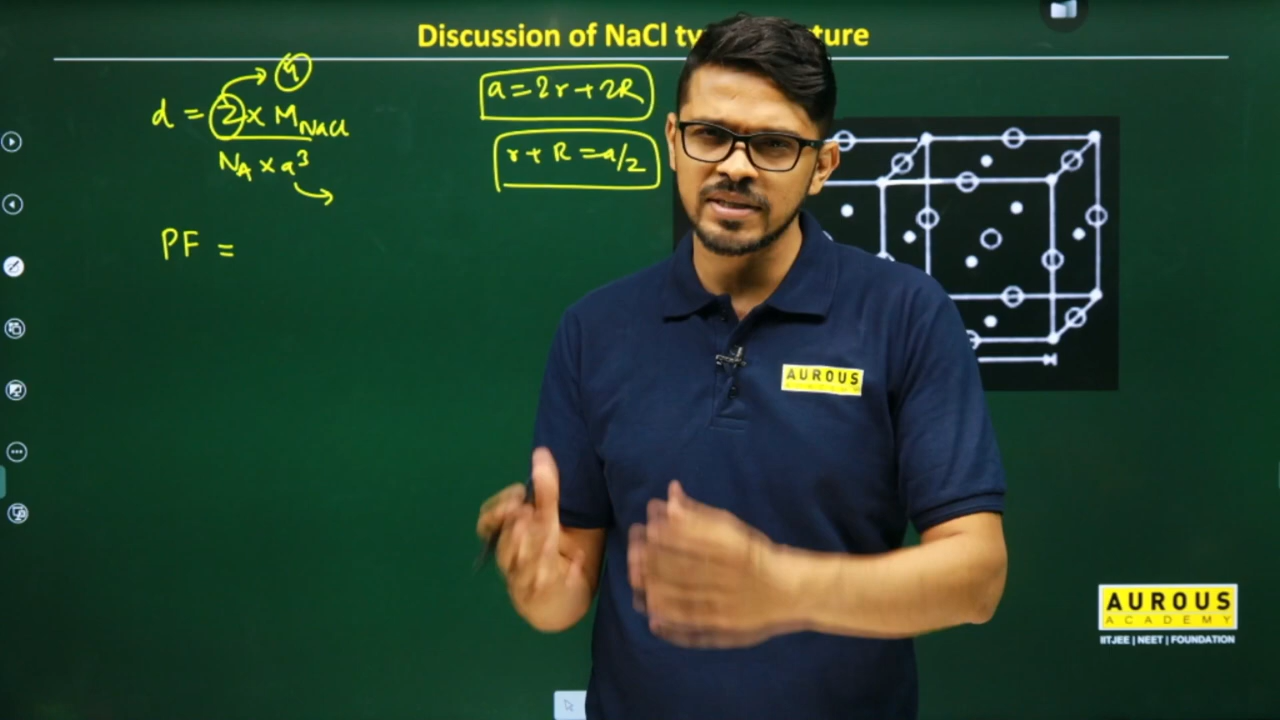 Discussion of NaCl ty ture
4
d = Z × M_NaCl
N_A × a³
PF =
a = 2r + 2R
r + R = a/2
AUROUS
AUROUS
ACADEMY
IITJEE | NEET | FOUNDATION